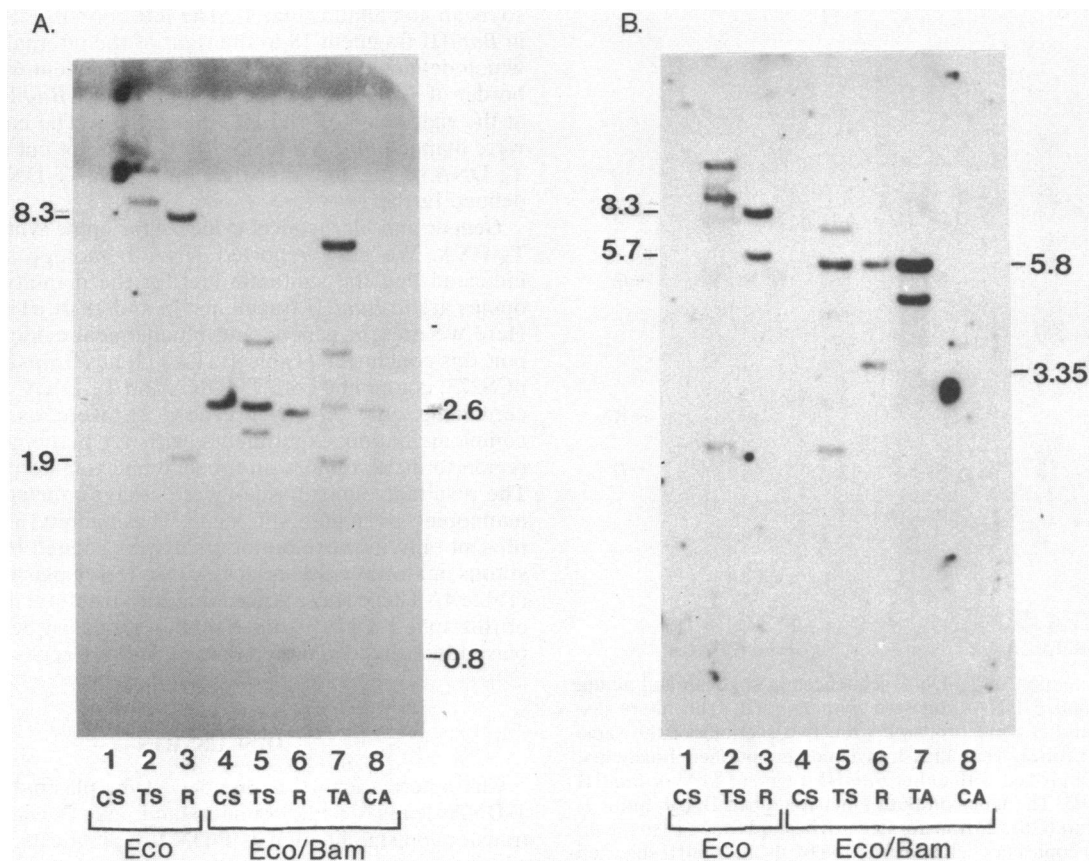 A.
8.3
1.9
2.6
0.8
1 2 3 4 5 6 7 8
CS TS R CS TS R TA CA
Eco Eco/Bam
B.
8.3
5.7
5.8
3.35
1 2 3 4 5 6 7 8
CS TS R CS TS R TA CA
Eco Eco/Bam